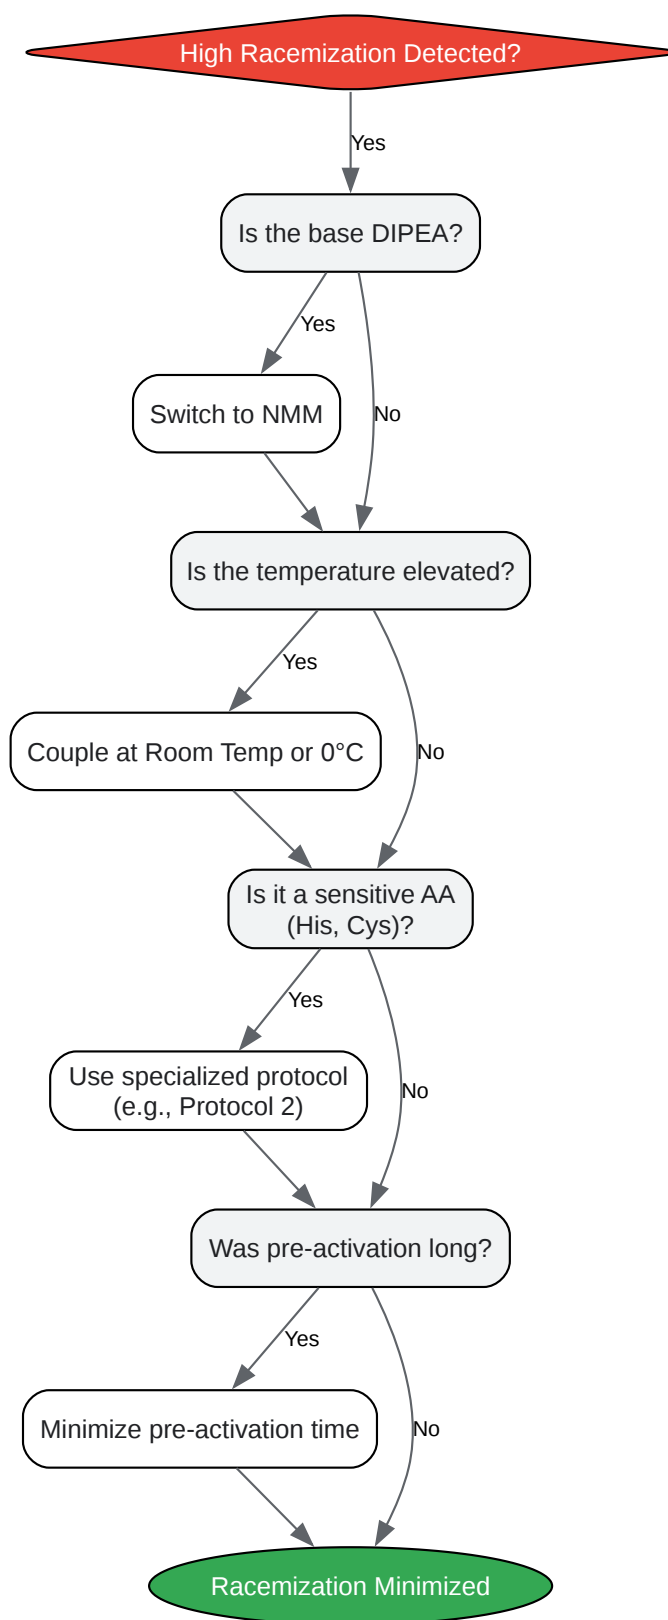 High Racemization Detected?
Yes
Is the base DIPEA?
Yes
Switch to NMM
No
Is the temperature elevated?
Yes
Couple at Room Temp or 0°C
No
Is it a sensitive AA
(His, Cys)?
Yes
Use specialized protocol
(e.g., Protocol 2)
No
Was pre-activation long?
Yes
Minimize pre-activation time
No
Racemization Minimized